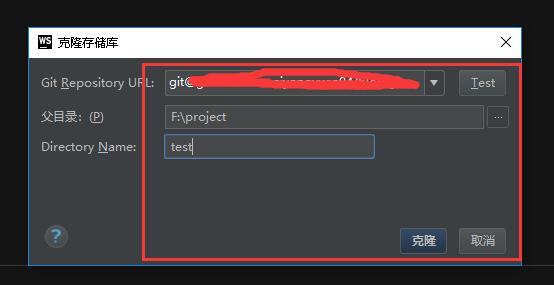 WS 克隆存储库
Git Repository URL: git@g Test
父目录：(P) F:\project ...
Directory Name: test
? 克隆 取消